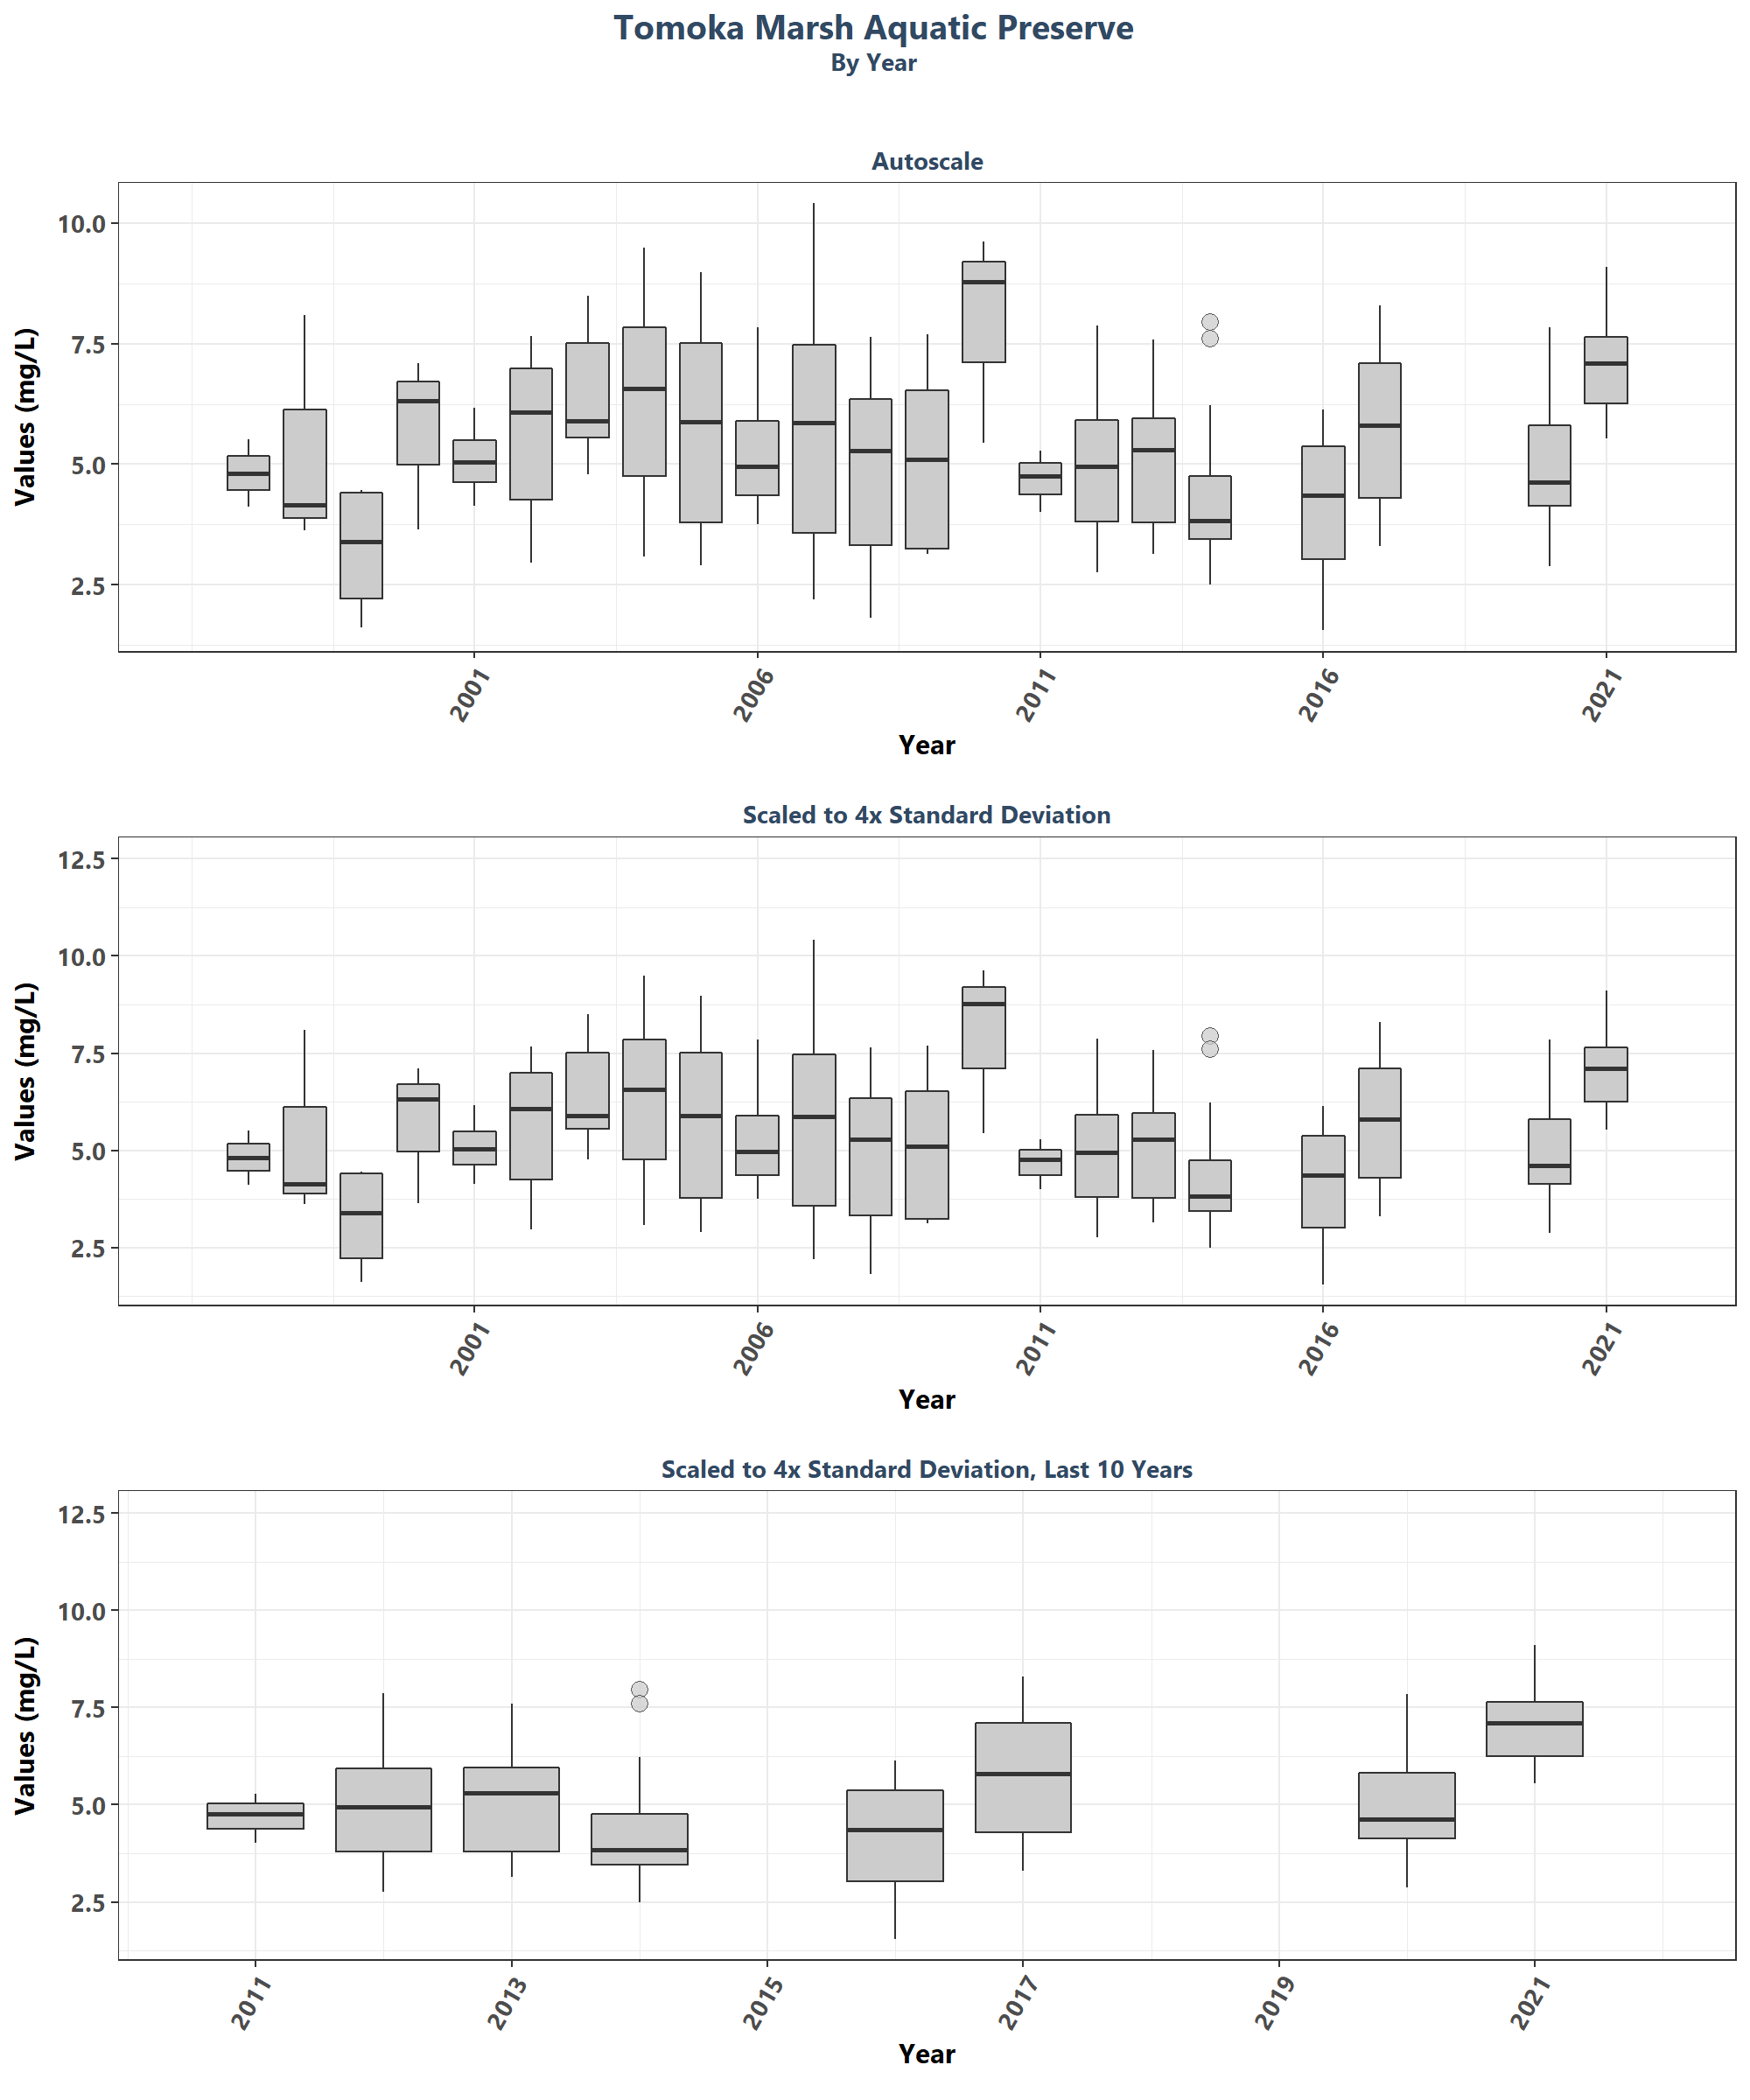 Tomoka Marsh Aquatic Preserve
By Year
Autoscale
Values (mg/L)
10.0
7.5
5.0
2.5
2001 2006 2011 2016 2021
Year
Scaled to 4x Standard Deviation
Values (mg/L)
12.5
10.0
7.5
5.0
2.5
2001 2006 2011 2016 2021
Year
Scaled to 4x Standard Deviation, Last 10 Years
Values (mg/L)
12.5
10.0
7.5
5.0
2.5
2011 2013 2015 2017 2019 2021
Year